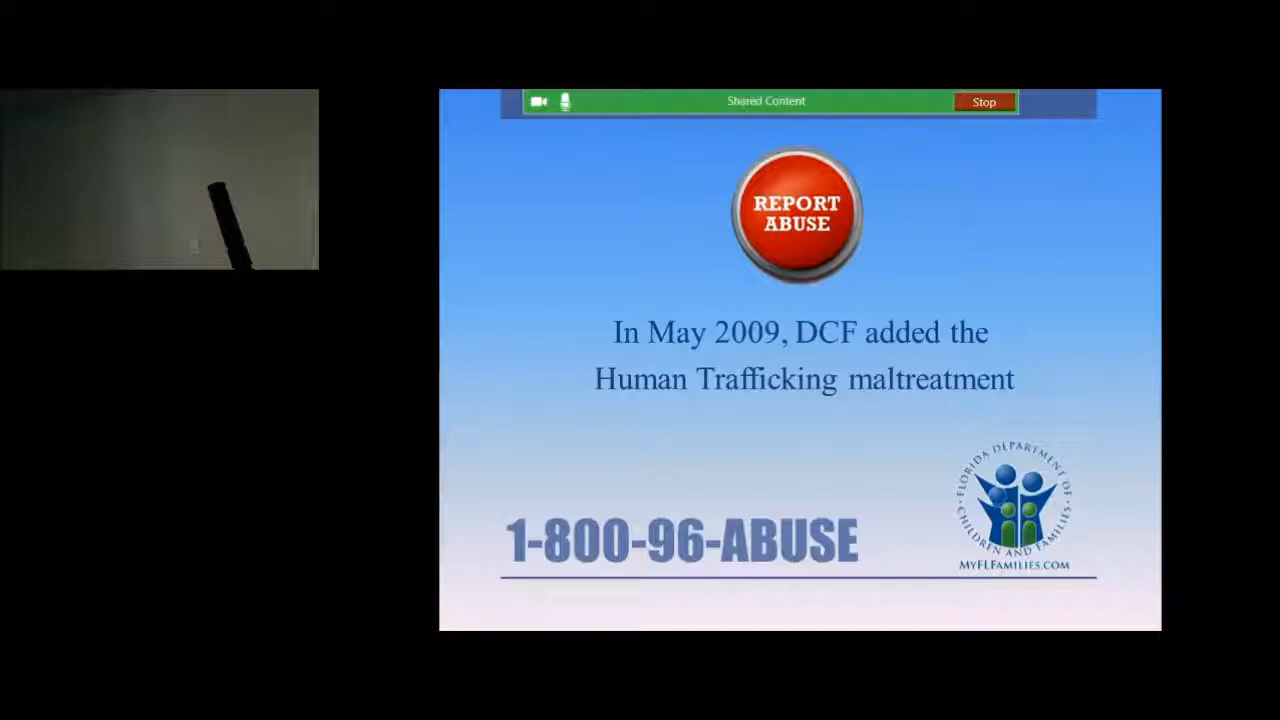 Shared Content
Stop
REPORT
ABUSE
In May 2009, DCF added the
Human Trafficking maltreatment
FLORIDA DEPARTMENT OF
CHILDREN AND FAMILIES
MYFLFAMILIES.COM
1-800-96-ABUSE